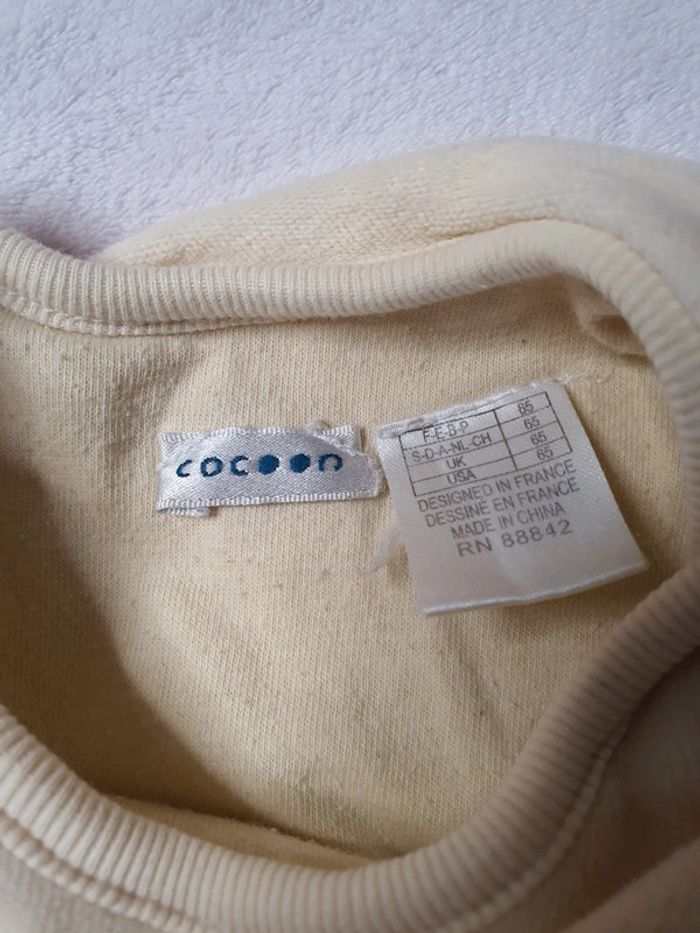 cocoon
F-E-B-P 65
S-D-A-NL-CH 65
UK 65
USA 65
DESIGNED IN FRANCE
DESSINE EN FRANCE
MADE IN CHINA
RN 88842